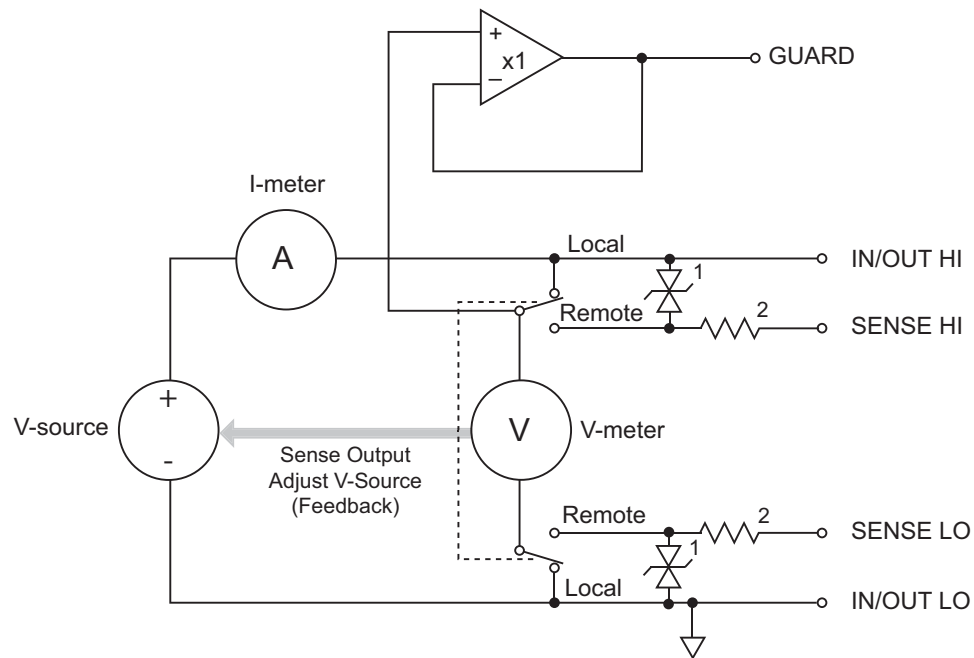 +
x1
–
GUARD
I-meter
A
Local
IN/OUT HI
1
Remote
2
SENSE HI
+
V-source
-
V
V-meter
Sense Output
Adjust V-Source
(Feedback)
Remote
2
SENSE LO
1
Local
IN/OUT LO